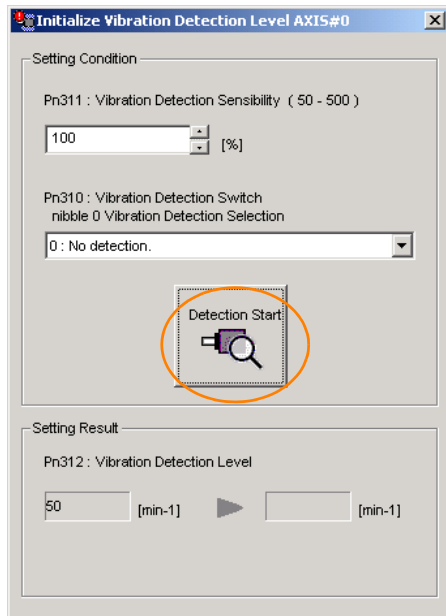 Initialize Vibration Detection Level AXIS#0
Setting Condition
Pn311 : Vibration Detection Sensibility ( 50 - 500 )
100
[%]
Pn310 : Vibration Detection Switch
nibble 0 Vibration Detection Selection
0 : No detection.
Detection Start
Setting Result
Pn312 : Vibration Detection Level
50 [min-1] [min-1]